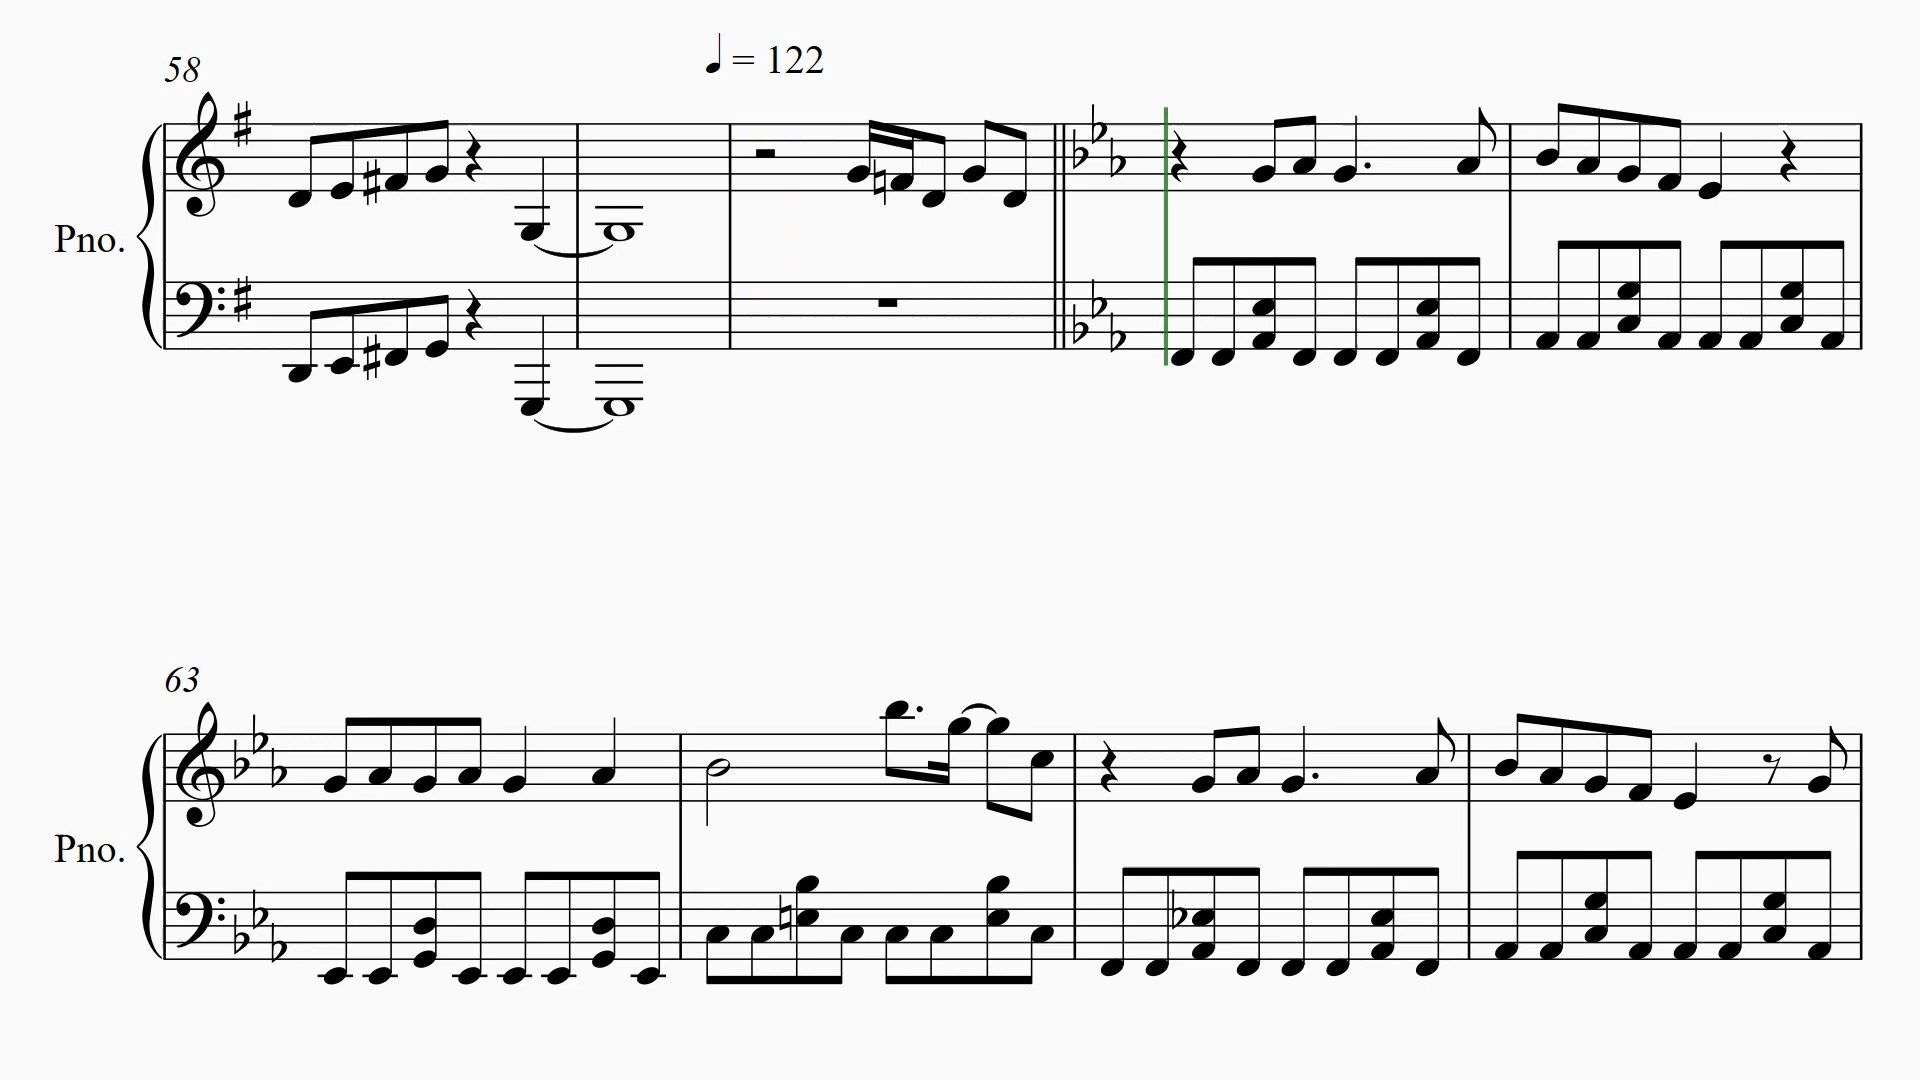 58
♩ = 122
Pno.
63
Pno.